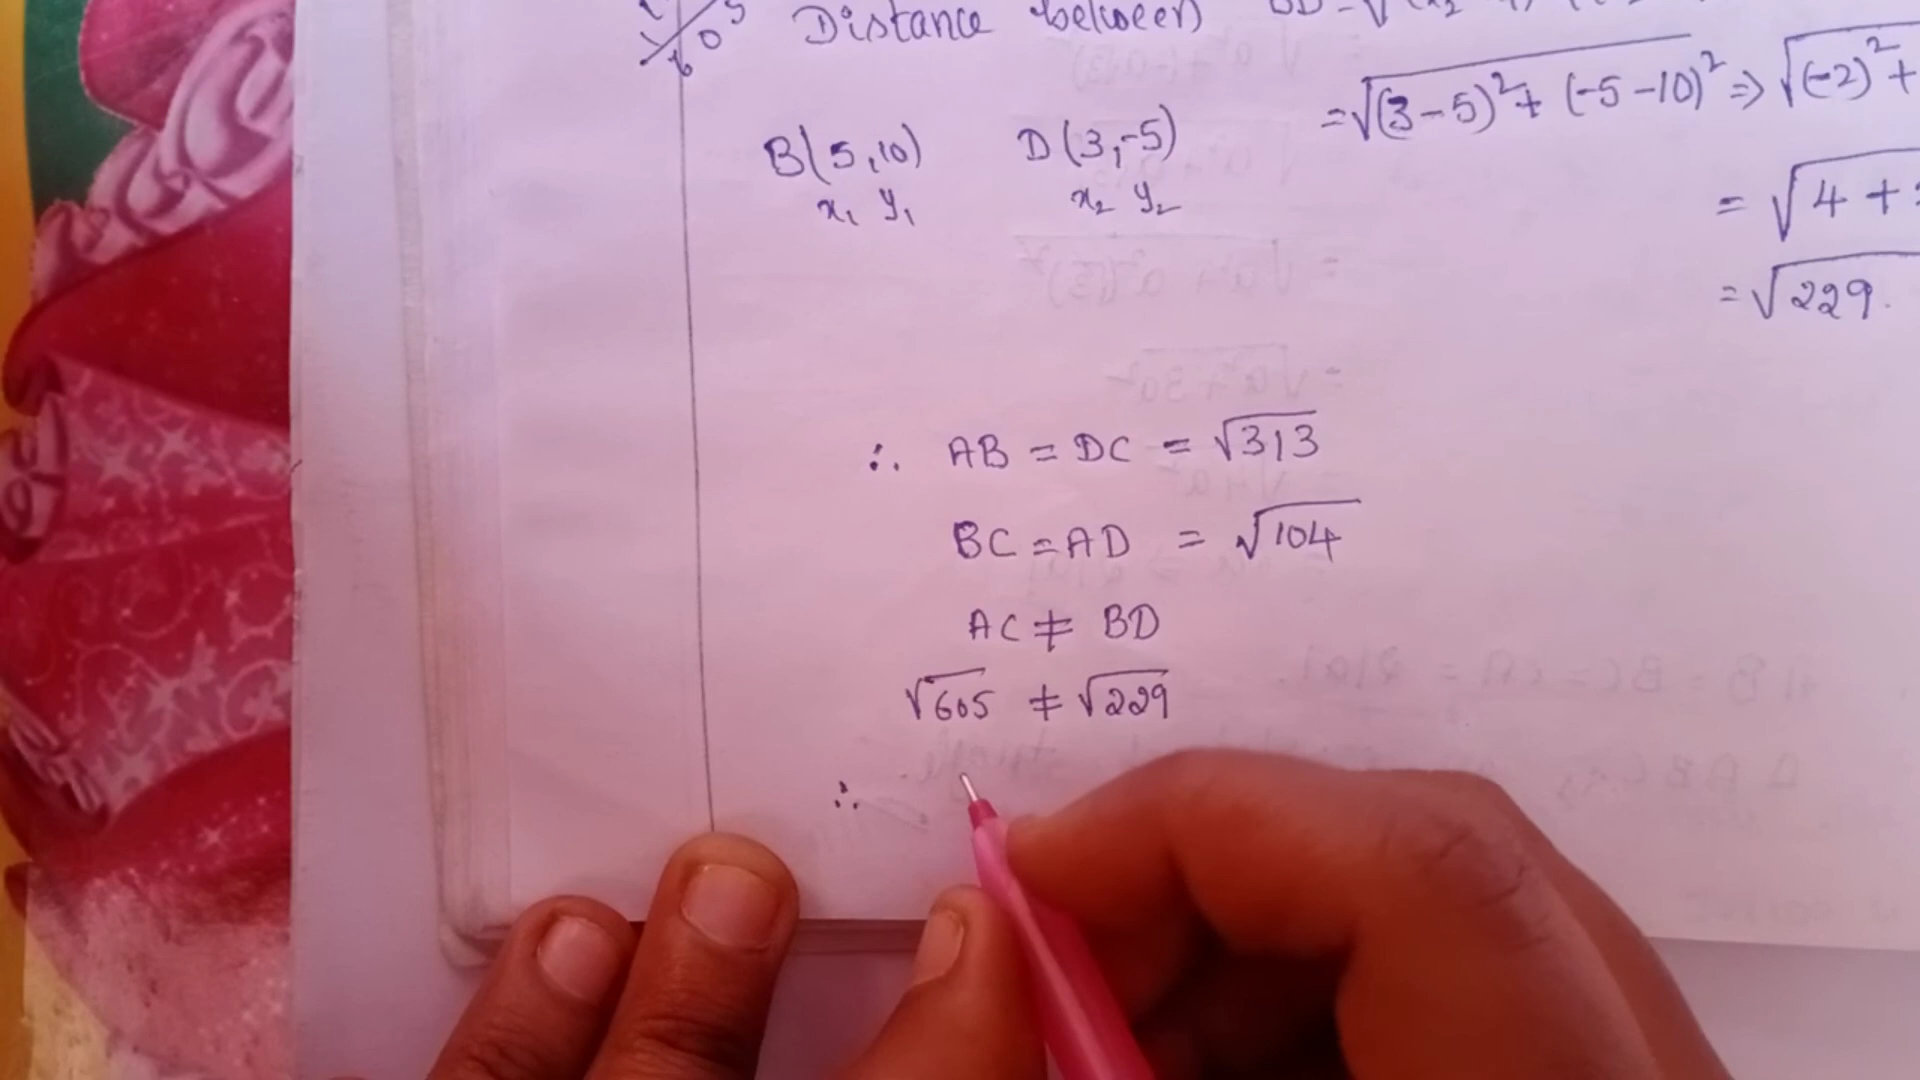 Distance between
= √(3-5)² + (-5-10)² ⇒ √(-2)² +
B(5,10) D(3,-5)
x₁ y₁ x₂ y₂
= √4 +
= √229.
∴ AB = DC = √313
BC = AD = √104
AC ≠ BD
√605 ≠ √229
∴